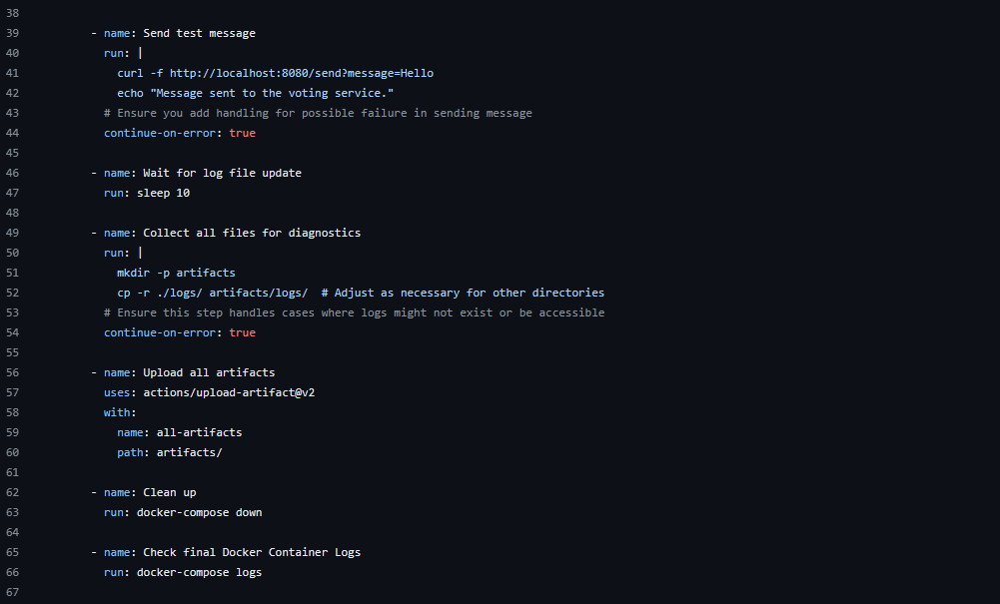 38
39 - name: Send test message
40 run: |
41 curl -f http://localhost:8080/send?message=Hello
42 echo "Message sent to the voting service."
43 # Ensure you add handling for possible failure in sending message
44 continue-on-error: true
45
46 - name: Wait for log file update
47 run: sleep 10
48
49 - name: Collect all files for diagnostics
50 run: |
51 mkdir -p artifacts
52 cp -r ./logs/ artifacts/logs/  # Adjust as necessary for other directories
53 # Ensure this step handles cases where logs might not exist or be accessible
54 continue-on-error: true
55
56 - name: Upload all artifacts
57 uses: actions/upload-artifact@v2
58 with:
59 name: all-artifacts
60 path: artifacts/
61
62 - name: Clean up
63 run: docker-compose down
64
65 - name: Check final Docker Container Logs
66 run: docker-compose logs
67